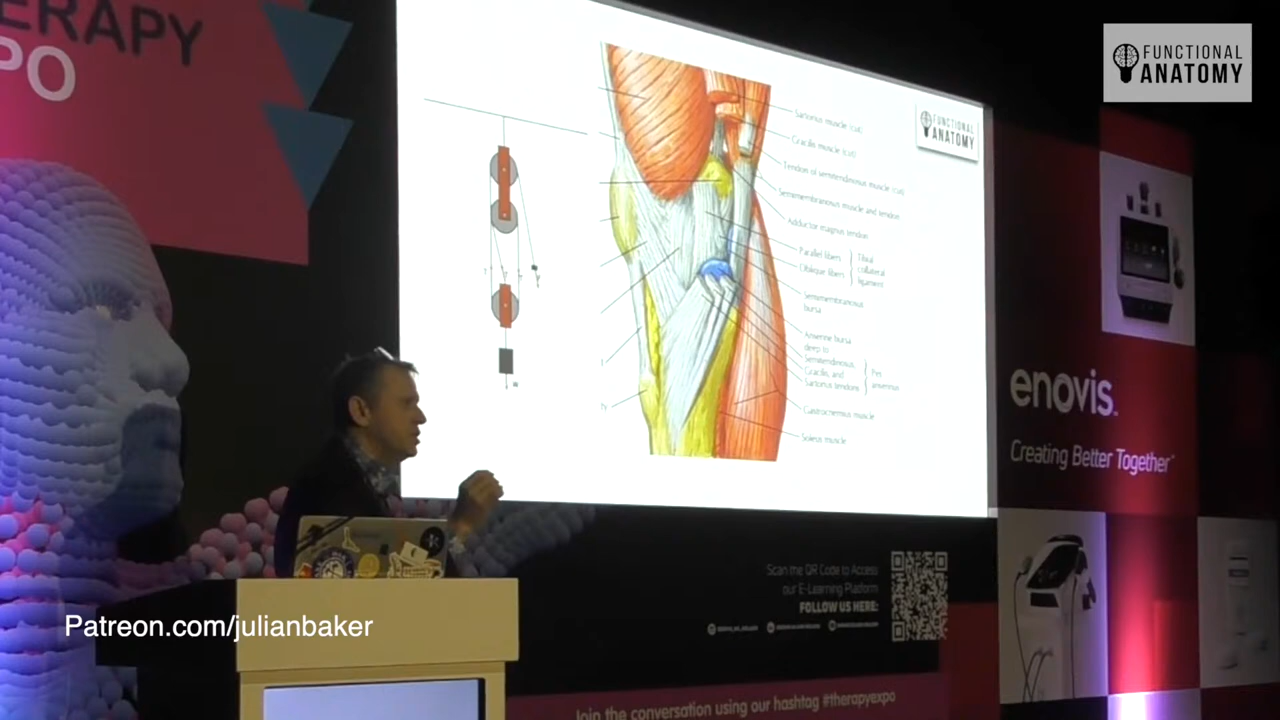 ERAPY
PO
FUNCTIONAL
ANATOMY
FUNCTIONAL
ANATOMY
Sartorius muscle (cut)
Gracilis muscle (cut)
Tendon of semitendinosus muscle (cut)
Semimembranosus muscle and tendon
Adductor magnus tendon
Parallel fibers
Oblique fibers
Tibial
collateral
ligament
Semimembranosus
bursa
Anserine bursa
deep to
Semitendinosus,
Gracilis, and
Sartorius tendons
Pes
anserinus
Gastrocnemius muscle
Soleus muscle
enovis
Creating Better Together
Scan the QR Code to Access
our E-Learning Platform
FOLLOW US HERE:
Patreon.com/julianbaker
Join the conversation using our hashtag #therapyexpo